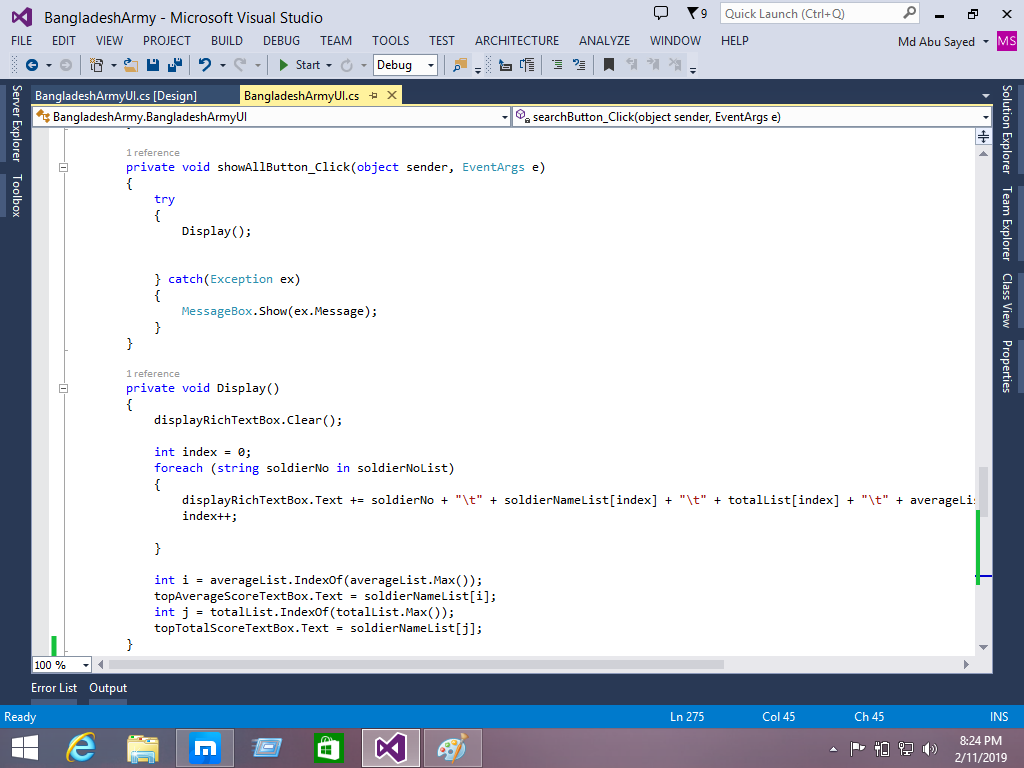 BangladeshArmy - Microsoft Visual Studio
9
Quick Launch (Ctrl+Q)
FILE EDIT VIEW PROJECT BUILD DEBUG TEAM TOOLS TEST ARCHITECTURE ANALYZE WINDOW HELP
Md Abu Sayed MS
Start Debug
BangladeshArmyUI.cs [Design] BangladeshArmyUI.cs
BangladeshArmy.BangladeshArmyUI searchButton_Click(object sender, EventArgs e)
Server Explorer
Toolbox
Solution Explorer
Team Explorer
Class View
Properties
1 reference
private void showAllButton_Click(object sender, EventArgs e)
{
try
{
Display();
} catch(Exception ex)
{
MessageBox.Show(ex.Message);
}
}
1 reference
private void Display()
{
displayRichTextBox.Clear();
int index = 0;
foreach (string soldierNo in soldierNoList)
{
displayRichTextBox.Text += soldierNo + "\t" + soldierNameList[index] + "\t" + totalList[index] + "\t" + averageLi
index++;
}
int i = averageList.IndexOf(averageList.Max());
topAverageScoreTextBox.Text = soldierNameList[i];
int j = totalList.IndexOf(totalList.Max());
topTotalScoreTextBox.Text = soldierNameList[j];
}
100 %
Error List Output
Ready Ln 275 Col 45 Ch 45 INS
8:24 PM
2/11/2019